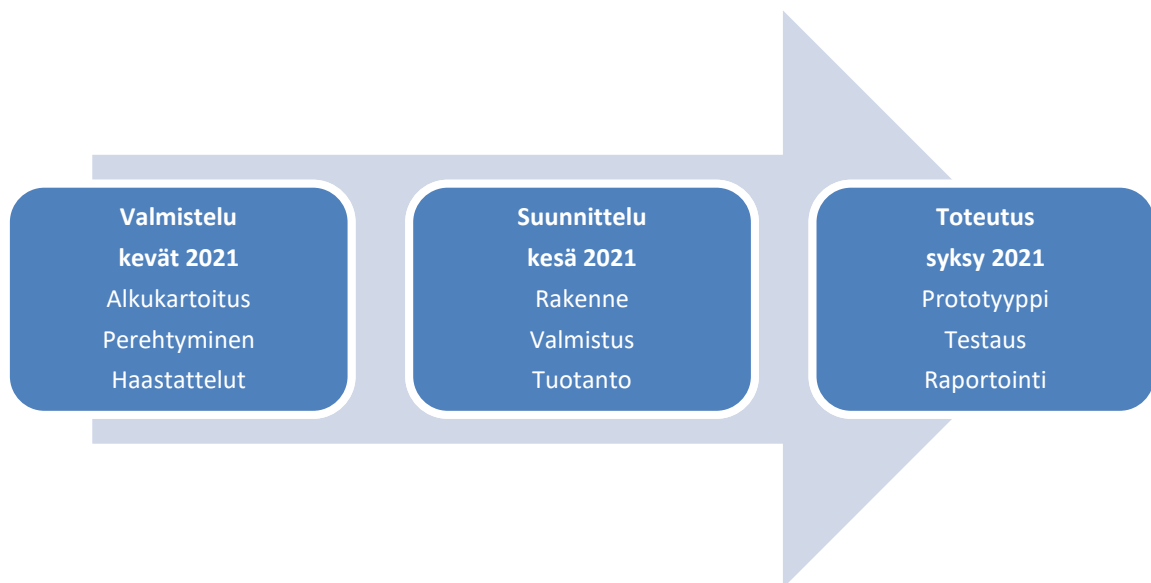 Valmistelu
kevät 2021
Alkukartoitus
Perehtyminen
Haastattelut
Suunnittelu
kesä 2021
Rakenne
Valmistus
Tuotanto
Toteutus
syksy 2021
Prototyyppi
Testaus
Raportointi